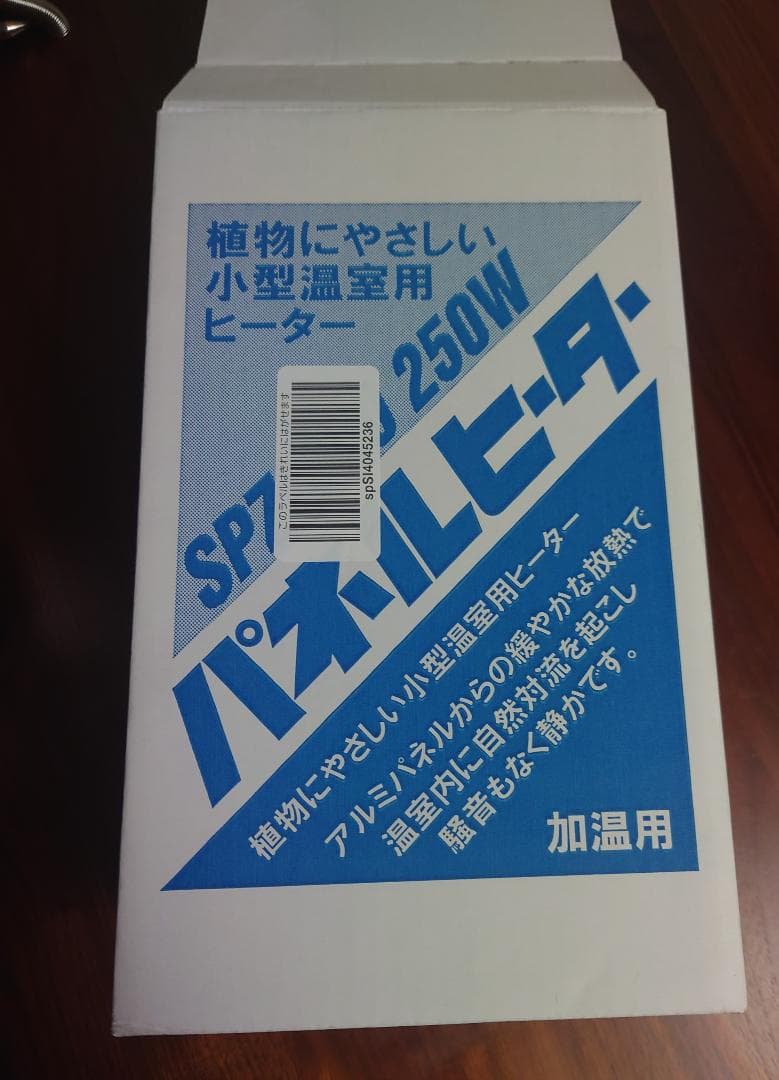 植物にやさしい
小型温室用
ヒーター
250W
このラベルはきれいにはがせます
spSI4045236
パネルヒーター
植物にやさしい小型温室用ヒーター
アルミパネルからの緩やかな放熱で
温室内に自然対流を起こし
騒音もなく静かです。
加温用